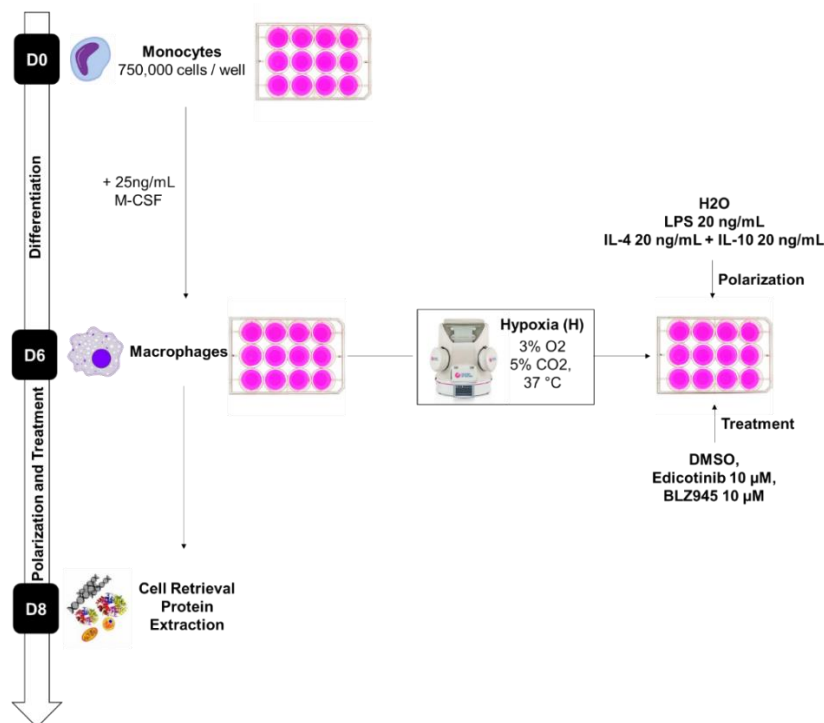 D0
Monocytes
750,000 cells / well
Differentiation
+ 25ng/mL
M-CSF
H2O
LPS 20 ng/mL
IL-4 20 ng/mL + IL-10 20 ng/mL
Polarization
D6
Macrophages
Hypoxia (H)
3% O2
5% CO2,
37 °C
Treatment
DMSO,
Edicotinib 10 µM,
BLZ945 10 µM
Polarization and Treatment
D8
Cell Retrieval
Protein
Extraction